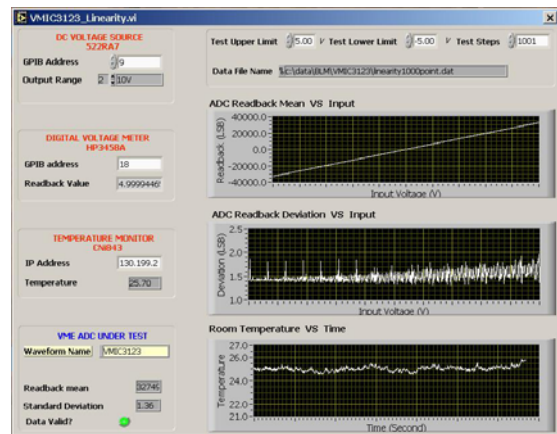 VMIC3123_Linearity.vi
DC VOLTAGE SOURCE
522RA7
GPIB Address 9
Output Range 2 10V
Test Upper Limit 5.00 V Test Lower Limit -5.00 V Test Steps 1001
Data File Name c:\data\BLM\VMIC3123\linearity1000point.dat
DIGITAL VOLTAGE METER
HP3458A
GPIB address 18
Readback Value 4.9999446
TEMPERATURE MONITOR
CNi843
IP Address 130.199.2
Temperature 25.70
VME ADC UNDER TEST
Waveform Name VMIC3123
Readback mean 32745
Standard Deviation 1.36
Data Valid?
ADC Readback Mean VS Input
Readback (LSB)
40000.0
20000.0
0.0
-20000.0
-40000.0
Input Voltage (V)
ADC Readback Deviation VS Input
Deviation (LSB)
2.5
2.0
1.5
1.0
Input Voltage (V)
Room Temperature VS Time
Temperature
27.0
26.0
24.0
22.0
21.0
Time (Second)